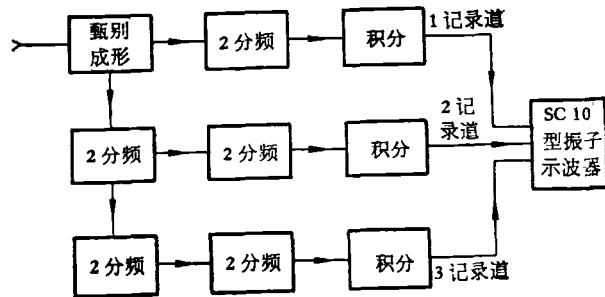 甄别
成形
2分频
积分
1记录道
2分频
2分频
积分
2记
录道
SC 10
型振子
示波器
2分频
2分频
积分
3记录道